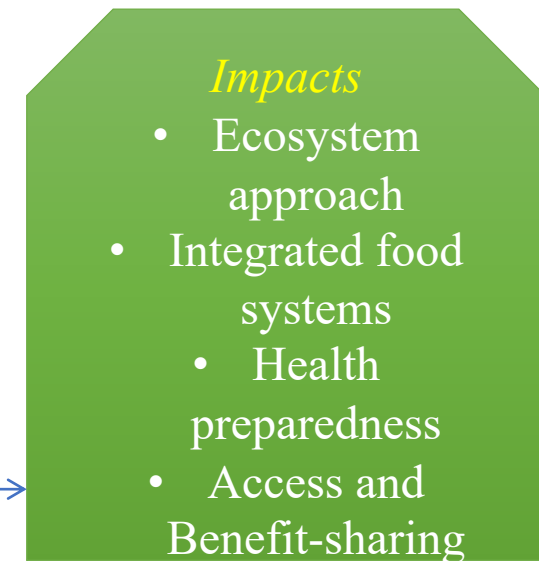 Impacts
• Ecosystem
approach
• Integrated food
systems
• Health
preparedness
• Access and
Benefit-sharing